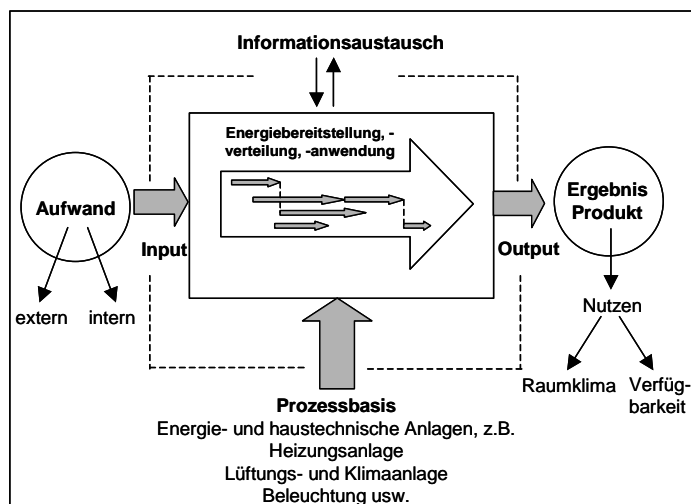 Informationsaustausch
Energiebereitstellung, -
verteilung, -anwendung
Aufwand
Input
extern
intern
Output
Ergebnis
Produkt
Nutzen
Raumklima
Verfüg-
barkeit
Prozessbasis
Energie- und haustechnische Anlagen, z.B.
Heizungsanlage
Lüftungs- und Klimaanlage
Beleuchtung usw.